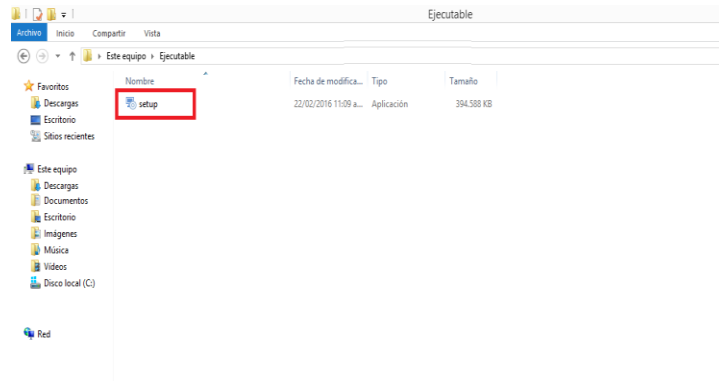 Ejecutable
Archivo Inicio Compartir Vista
Este equipo Ejecutable
Nombre Fecha de modifica... Tipo Tamaño
setup 22/02/2016 11:09 a... Aplicación 394.588 KB
Favoritos
Descargas
Escritorio
Sitios recientes
Este equipo
Descargas
Documentos
Escritorio
Imágenes
Música
Vídeos
Disco local (C:)
Red